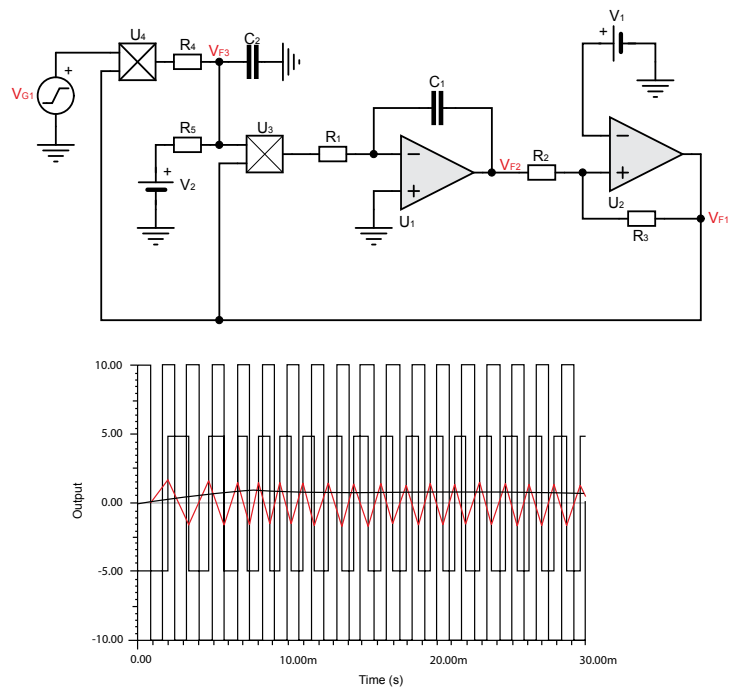 U4
R4
VF3
C2
V1
+
+
VG1
R5
U3
R1
C1
−
+
U1
VF2
R2
−
+
U2
R3
VF1
+
V2
10.00
5.00
0.00
-5.00
-10.00
Output
0.00 10.00m 20.00m 30.00m
Time (s)